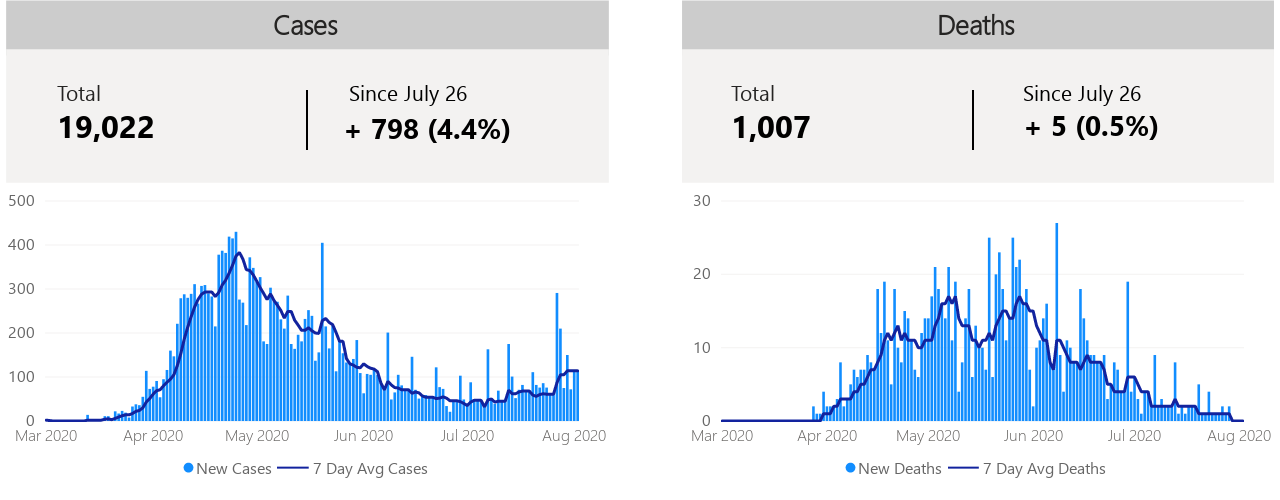 Cases
Total
Since July 26
19,022
+ 798 (4.4%)
500
400
300
200
100
0
Mar 2020 Apr 2020 May 2020 Jun 2020 Jul 2020 Aug 2020
New Cases 7 Day Avg Cases
Deaths
Total
Since July 26
1,007
+ 5 (0.5%)
30
20
10
0
Mar 2020 Apr 2020 May 2020 Jun 2020 Jul 2020 Aug 2020
New Deaths 7 Day Avg Deaths